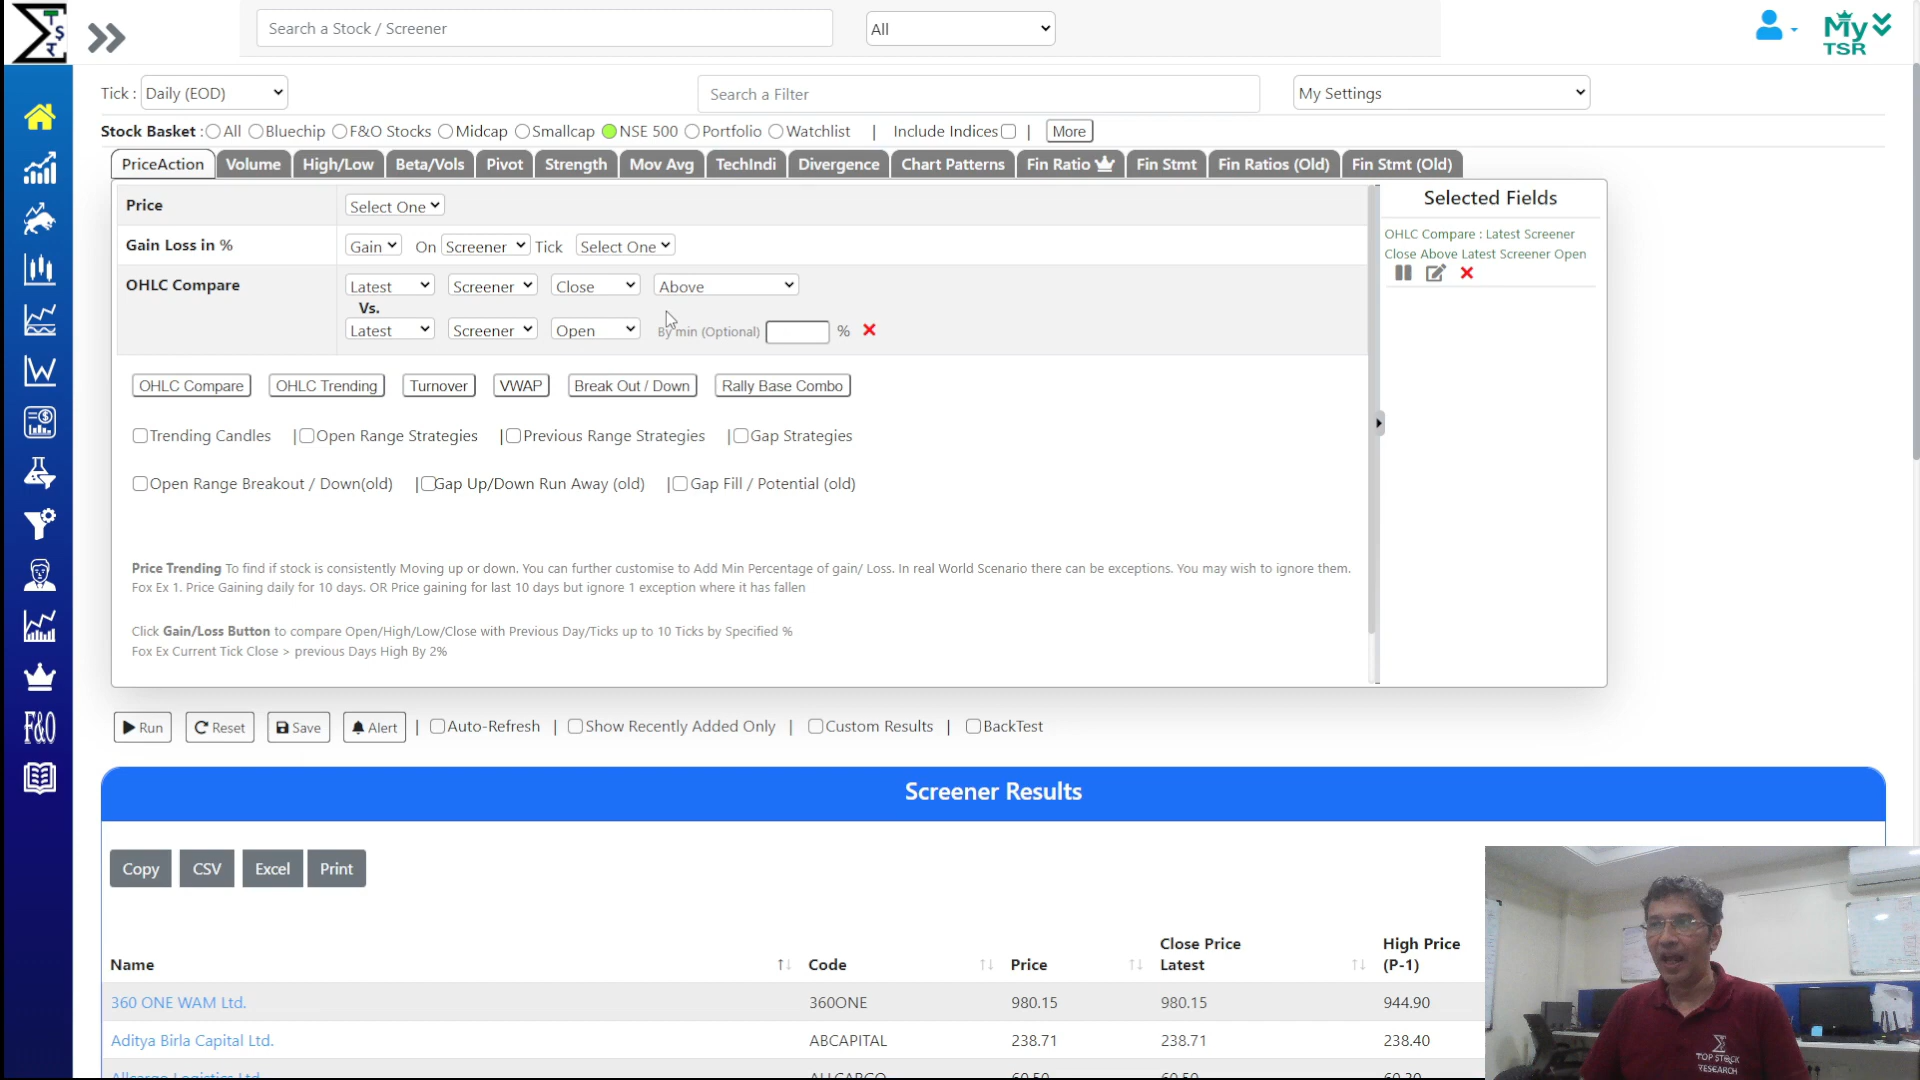 Search a Stock / Screener
All
My
TSR
Tick : Daily (EOD)
Search a Filter
My Settings
Stock Basket : All Bluechip F&O Stocks Midcap Smallcap NSE 500 Portfolio Watchlist | Include Indices | More
PriceAction Volume High/Low Beta/Vols Pivot Strength Mov Avg TechIndi Divergence Chart Patterns Fin Ratio Fin Stmt Fin Ratios (Old) Fin Stmt (Old)
Price Select One
Gain Loss in % Gain On Screener Tick Select One
OHLC Compare Latest Screener Close Above
Vs.
Latest Screener Open By min (Optional) %
OHLC Compare OHLC Trending Turnover VWAP Break Out / Down Rally Base Combo
Trending Candles | Open Range Strategies | Previous Range Strategies | Gap Strategies
Open Range Breakout / Down(old) | Gap Up/Down Run Away (old) | Gap Fill / Potential (old)
Price Trending To find if stock is consistently Moving up or down. You can further customise to Add Min Percentage of gain/ Loss. In real World Scenario there can be exceptions. You may wish to ignore them.
Fox Ex 1. Price Gaining daily for 10 days. OR Price gaining for last 10 days but ignore 1 exception where it has fallen
Click Gain/Loss Button to compare Open/High/Low/Close with Previous Day/Ticks up to 10 Ticks by Specified %
Fox Ex Current Tick Close > previous Days High By 2%
Selected Fields
OHLC Compare : Latest Screener
Close Above Latest Screener Open
Run Reset Save Alert | Auto-Refresh | Show Recently Added Only | Custom Results | BackTest
F&O
Screener Results
Copy CSV Excel Print
Name Code Price Close Price Latest High Price (P-1)
360 ONE WAM Ltd. 360ONE 980.15 980.15 944.90
Aditya Birla Capital Ltd. ABCAPITAL 238.71 238.71 238.40
Allcargo Logistics Ltd. ALLCARGO 60.50 60.50 60.30
TOP STOCK
RESEARCH